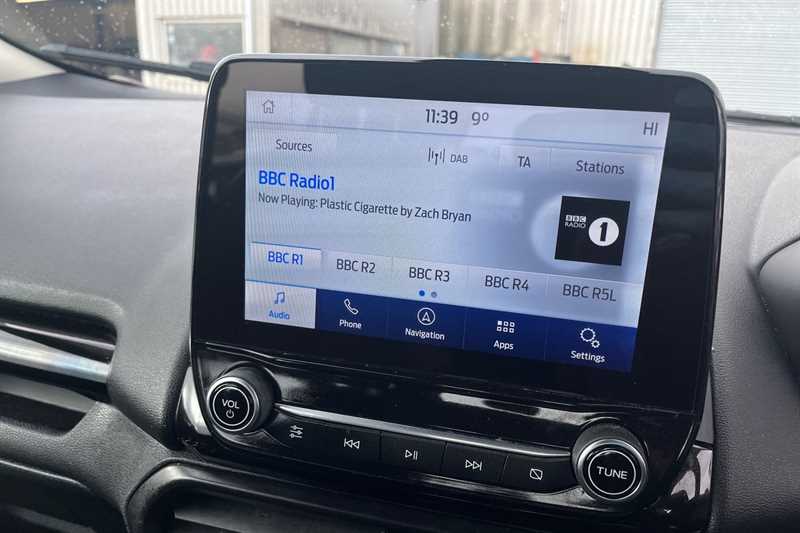 11:39 9°
HI
Sources
DAB
TA
Stations
BBC Radio1
Now Playing: Plastic Cigarette by Zach Bryan
BBC
RADIO
1
BBC R1
BBC R2
BBC R3
BBC R4
BBC R5L
Audio
Phone
Navigation
Apps
Settings
VOL
TUNE